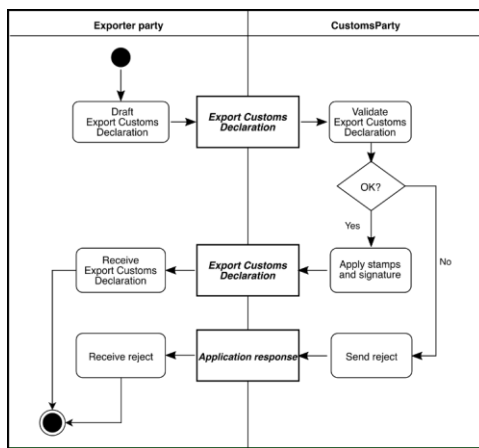 Exporter party
CustomsParty
Draft
Export Customs
Declaration
Export Customs
Declaration
Validate
Export Customs
Declaration
OK?
Yes
No
Receive
Export Customs
Declaration
Export Customs
Declaration
Apply stamps
and signature
Receive reject
Application response
Send reject